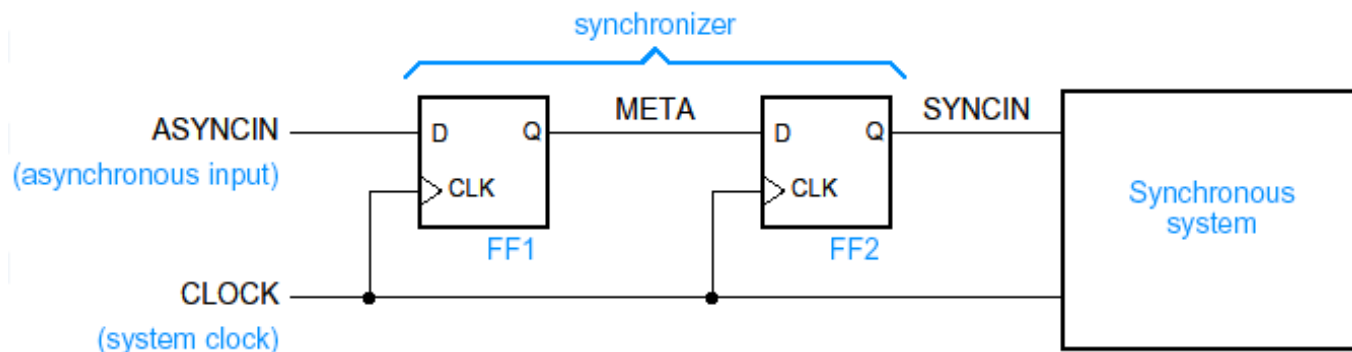 synchronizer
ASYNCIN
(asynchronous input)
D
Q
CLK
FF1
META
D
Q
CLK
FF2
SYNCIN
Synchronous
system
CLOCK
(system clock)